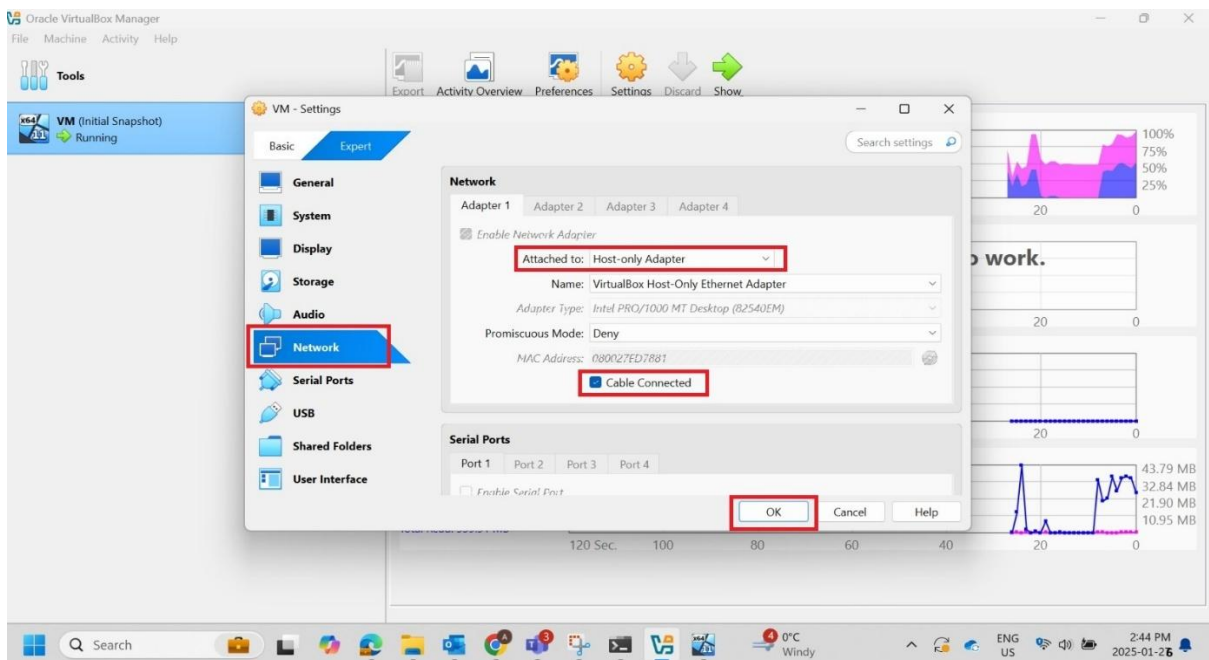 Oracle VirtualBox Manager
File Machine Activity Help
Tools
Export Activity Overview Preferences Settings Discard Show
VM (Initial Snapshot)
Running
VM - Settings
Basic Expert
Search settings
General
System
Display
Storage
Audio
Network
Serial Ports
USB
Shared Folders
User Interface
Network
Adapter 1 Adapter 2 Adapter 3 Adapter 4
Enable Network Adapter
Attached to: Host-only Adapter
Name: VirtualBox Host-Only Ethernet Adapter
Adapter Type: Intel PRO/1000 MT Desktop (82540EM)
Promiscuous Mode: Deny
MAC Address: 080027ED7881
Cable Connected
Serial Ports
Port 1 Port 2 Port 3 Port 4
Enable Serial Port
OK Cancel Help
100%
75%
50%
25%
20 0
work.
20 0
20 0
43.79 MB
32.84 MB
21.90 MB
10.95 MB
120 Sec. 100 80 60 40 20 0
Search
0°C
Windy
ENG
US
2:44 PM